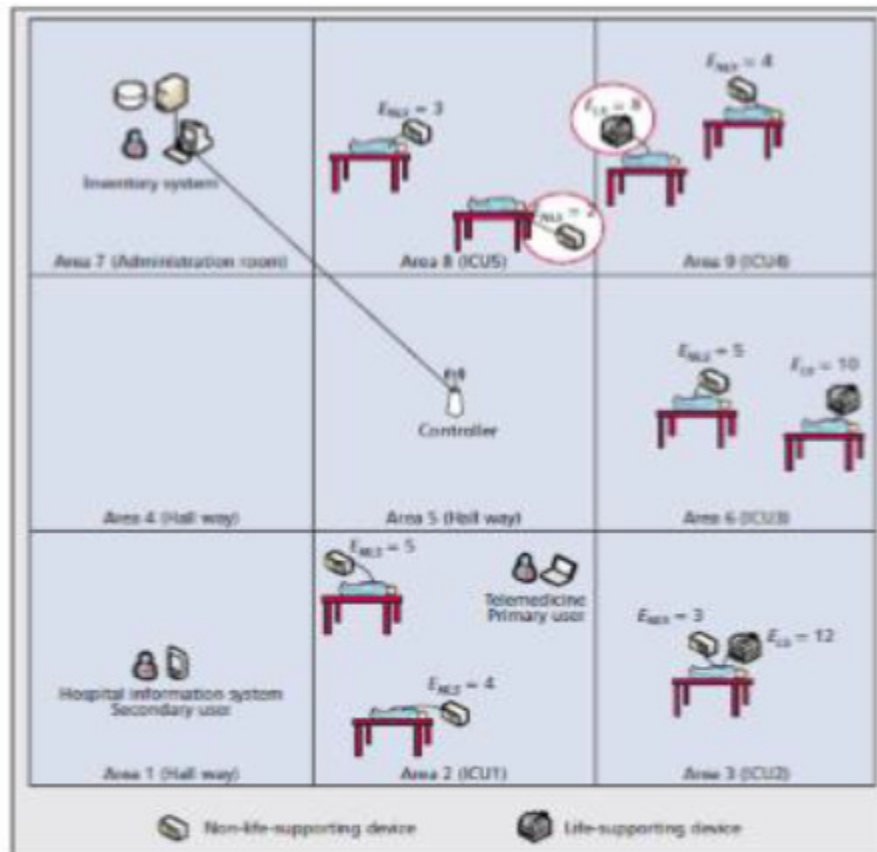 E_NLS = 3
E_LS = 8
E_NLS = 4
Inventory system
NLS = 2
Area 7 (Administration room)
Area 8 (ICU5)
Area 9 (ICU4)
E_NLS = 5
E_LS = 10
Controller
Area 4 (Hall way)
Area 5 (Hall way)
Area 6 (ICU3)
E_NLS = 5
Telemedicine
Primary user
E_NLS = 3
E_LS = 12
Hospital information system
Secondary user
E_NLS = 4
Area 1 (Hall way)
Area 2 (ICU1)
Area 3 (ICU2)
Non-life-supporting device
Life-supporting device